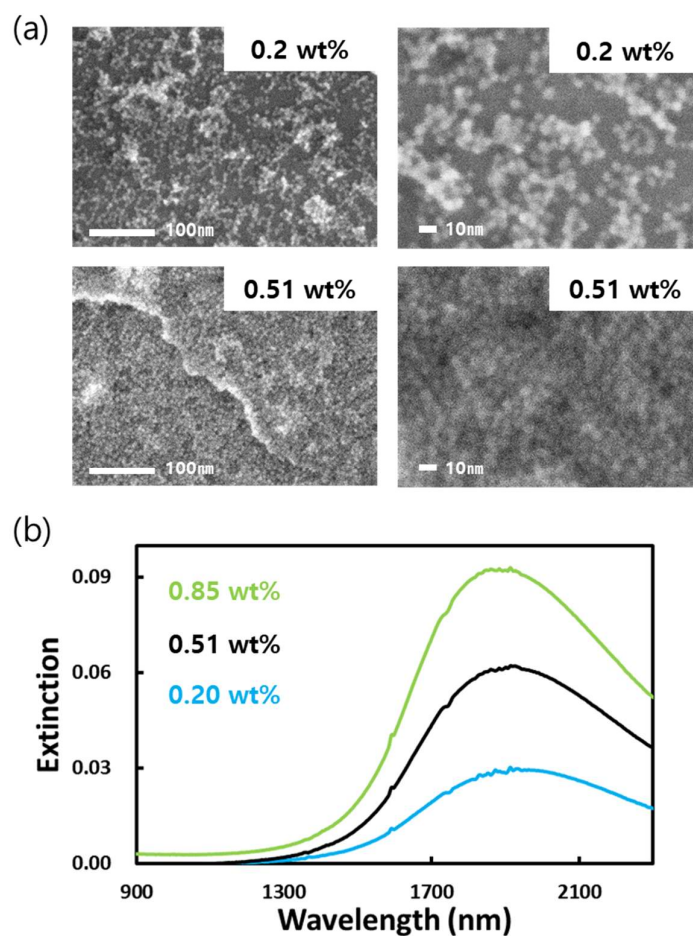 (a)
0.2 wt%
0.2 wt%
100㎚
10㎚
0.51 wt%
0.51 wt%
100㎚
10㎚
(b)
0.09
0.85 wt%
0.06
0.51 wt%
0.20 wt%
0.03
0.00
Extinction
900
1300
1700
2100
Wavelength (nm)